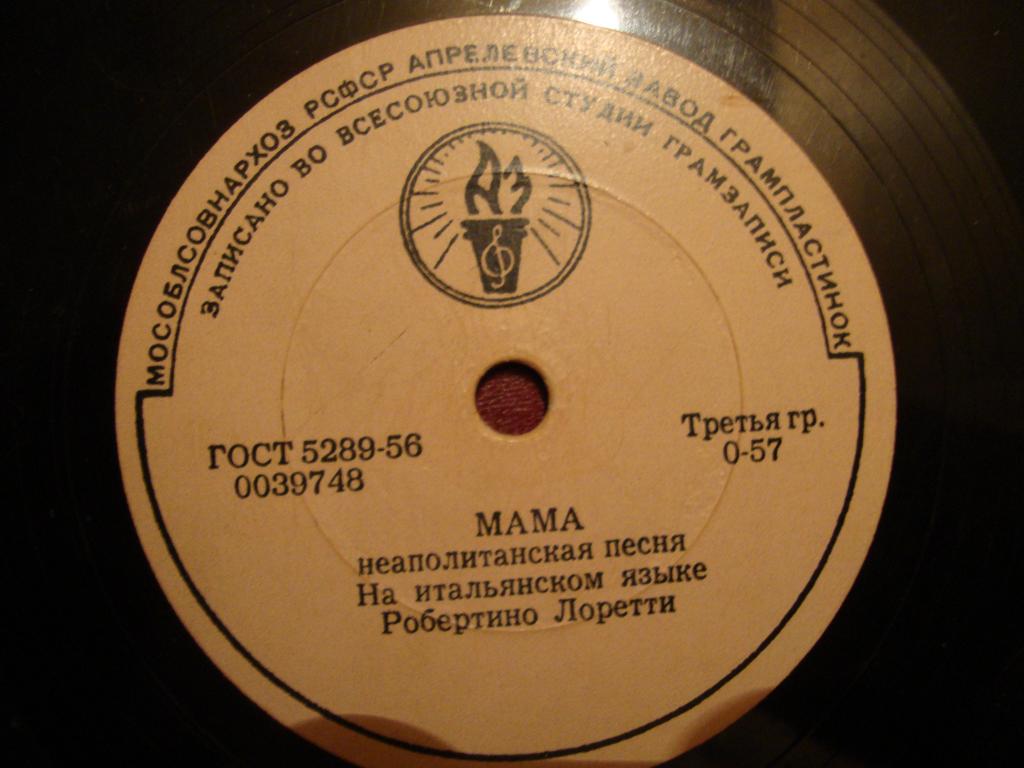 МОСОБЛСОВНАРХОЗ РСФСР АПРЕЛЕВСКИЙ ЗАВОД ГРАМПЛАСТИНОК
ЗАПИСАНО ВО ВСЕСОЮЗНОЙ СТУДИИ ГРАМЗАПИСИ
ГОСТ 5289-56
0039748
Третья гр.
0-57
МАМА
неаполитанская песня
На итальянском языке
Робертино Лоретти